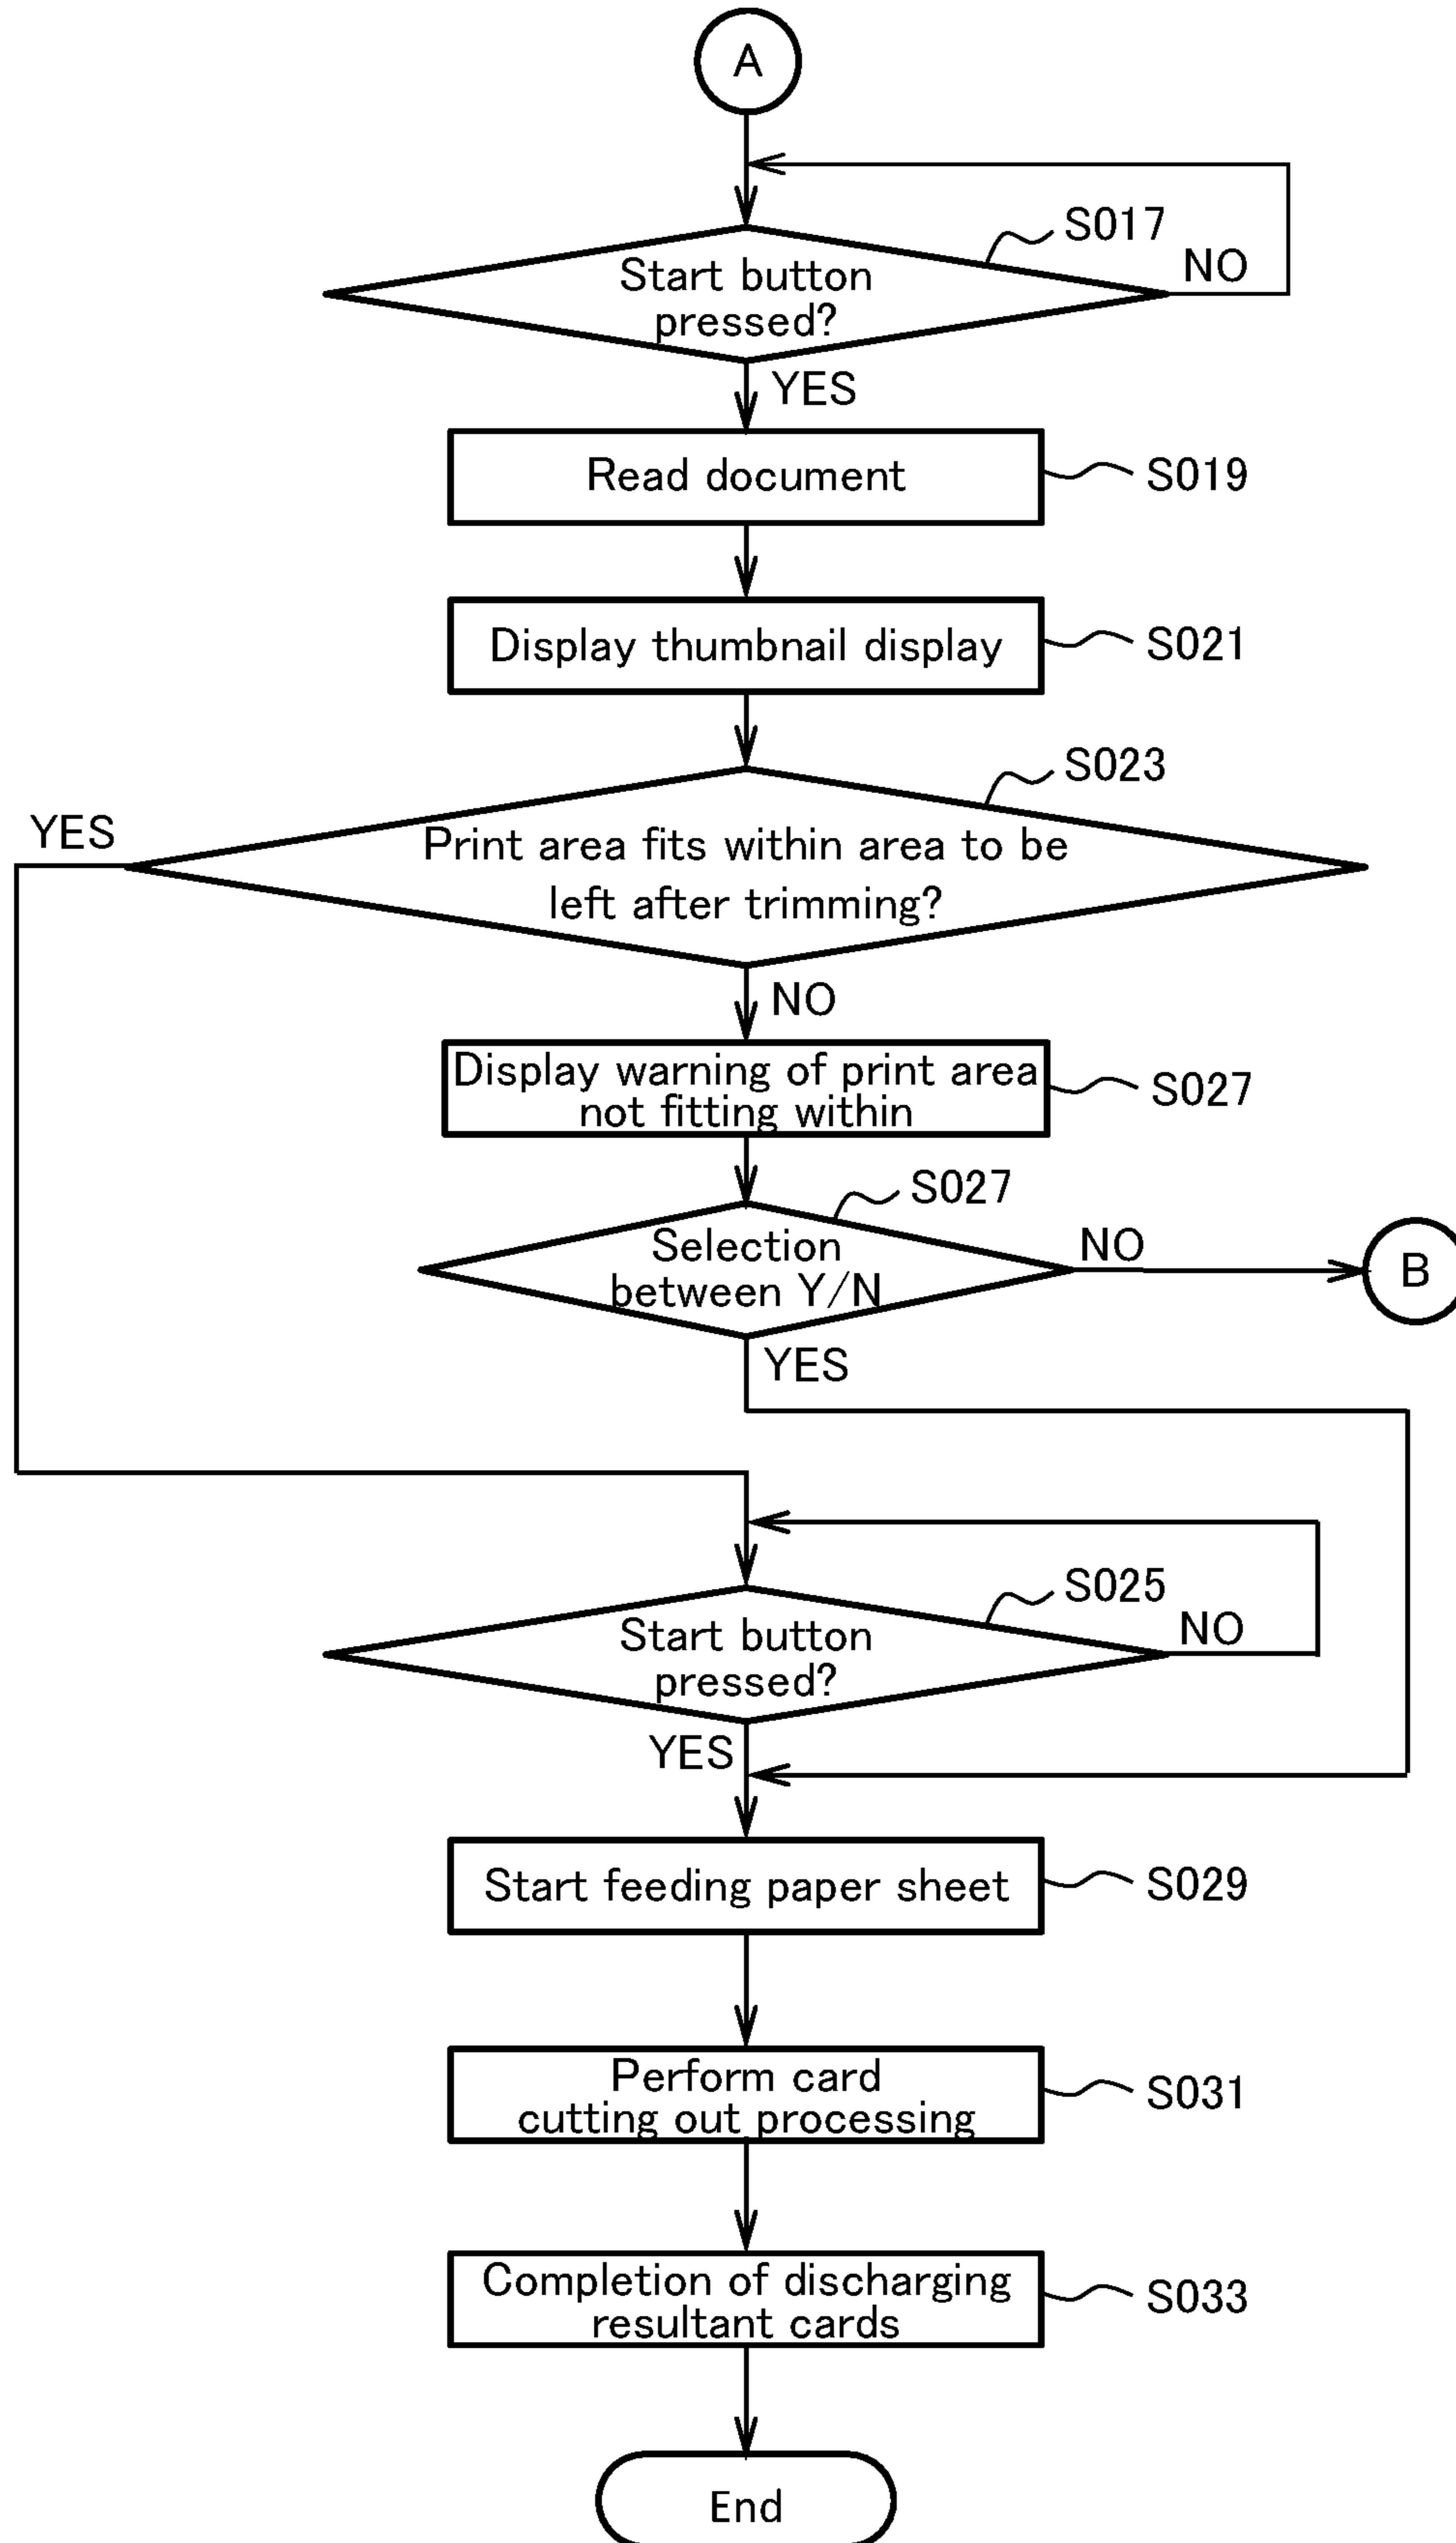 A
S017
Start button
pressed?
NO
YES
Read document
S019
Display thumbnail display
S021
S023
YES
Print area fits within area to be
left after trimming?
NO
Display warning of print area
not fitting within
S027
S027
Selection
between Y/N
NO
B
YES
S025
Start button
pressed?
NO
YES
Start feeding paper sheet
S029
Perform card
cutting out processing
S031
Completion of discharging
resultant cards
S033
End